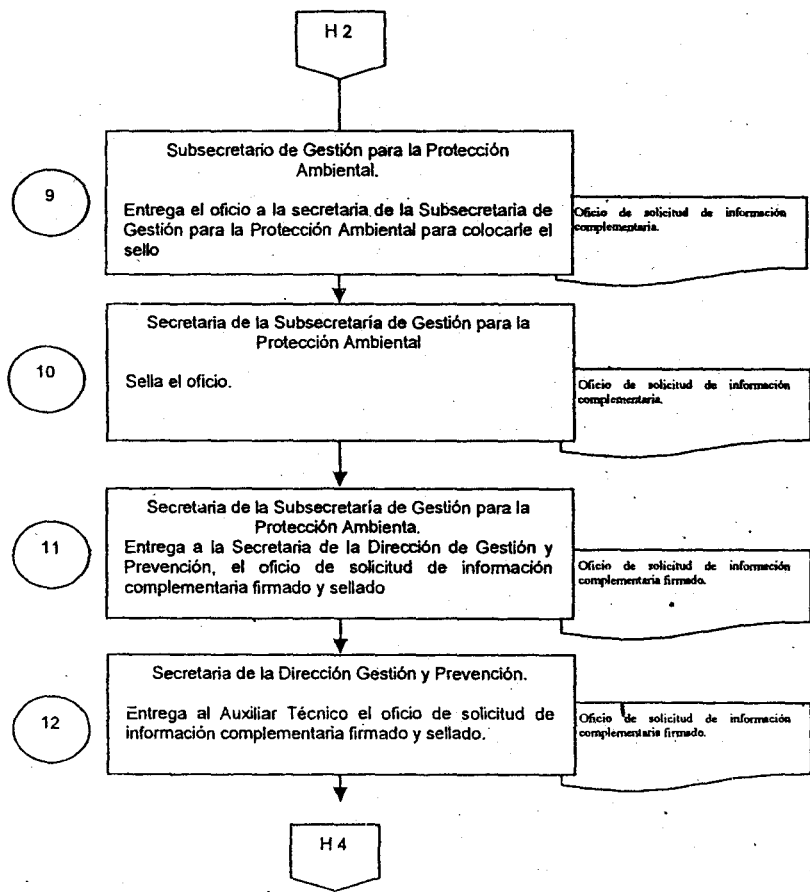 H 2
Subsecretario de Gestión para la Protección
Ambiental.
9
Entrega el oficio a la secretaria de la Subsecretaria de
Gestión para la Protección Ambiental para colocarle el
sello
Oficio de solicitud de información
complementaria.
Secretaria de la Subsecretaría de Gestión para la
Protección Ambiental
10
Sella el oficio.
Oficio de solicitud de información
complementaria.
Secretaria de la Subsecretaría de Gestión para la
Protección Ambienta.
11
Entrega a la Secretaria de la Dirección de Gestión y
Prevención, el oficio de solicitud de información
complementaria firmado y sellado
Oficio de solicitud de información
complementaria firmado.
Secretaria de la Dirección Gestión y Prevención.
12
Entrega al Auxiliar Técnico el oficio de solicitud de
información complementaria firmado y sellado.
Oficio de solicitud de información
complementaria firmado.
H 4